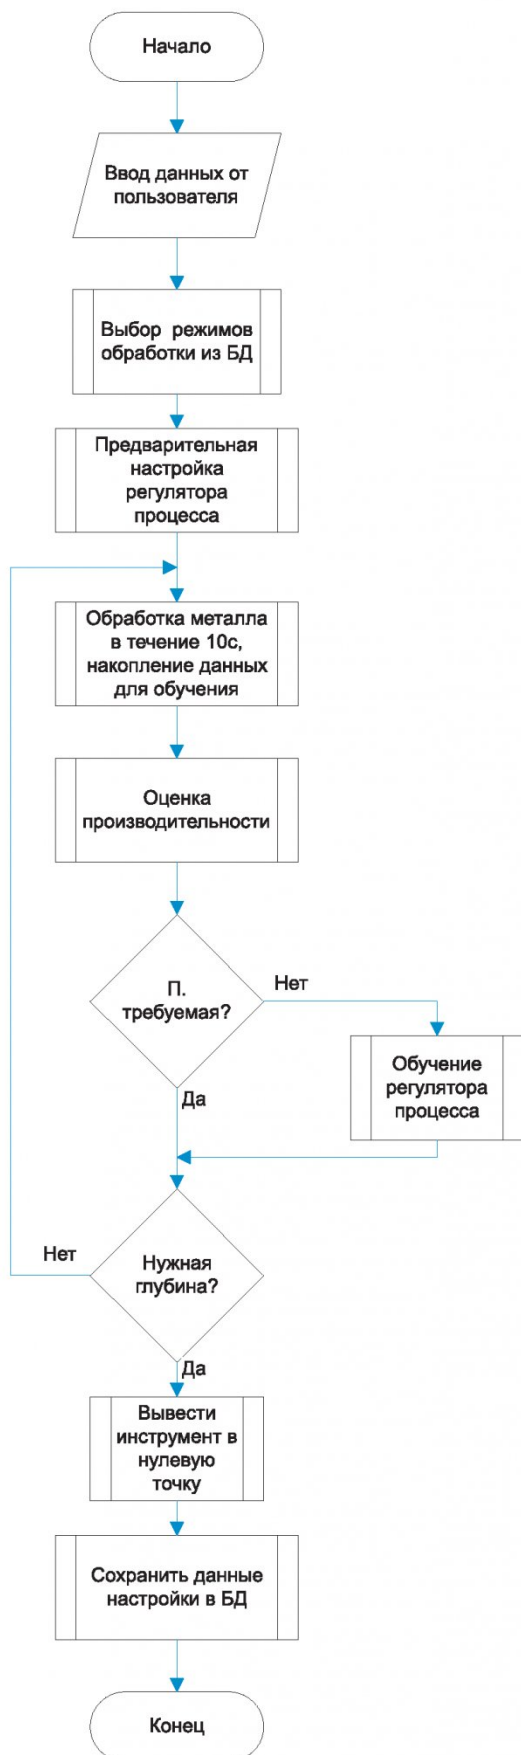 Начало
Ввод данных от
пользователя
Выбор режимов
обработки из БД
Предварительная
настройка
регулятора
процесса
Обработка металла
в течение 10с,
накопление данных
для обучения
Оценка
производительности
П.
требуемая?
Нет
Обучение
регулятора
процесса
Да
Нет
Нужная
глубина?
Да
Вывести
инструмент в
нулевую
точку
Сохранить данные
настройки в БД
Конец